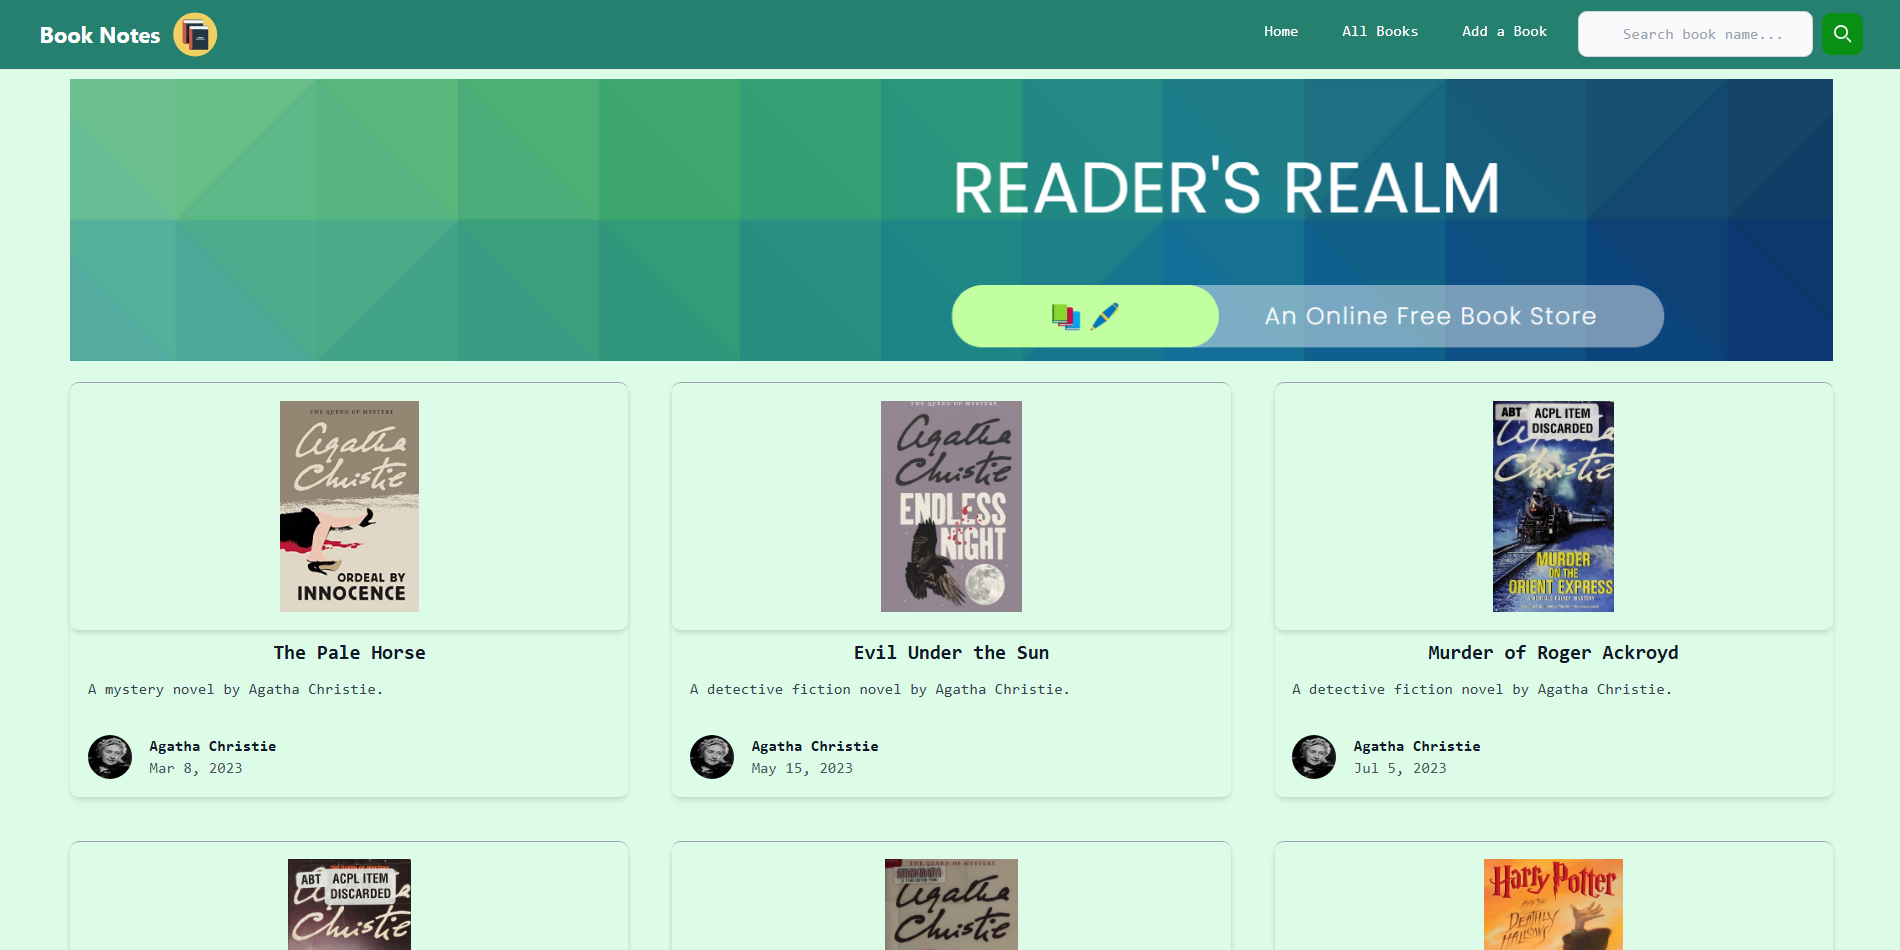 Book Notes
Home
All Books
Add a Book
Search book name...
READER'S REALM
An Online Free Book Store
THE QUEEN OF MYSTERY
Agatha
Christie
ORDEAL BY
INNOCENCE
The Pale Horse
A mystery novel by Agatha Christie.
Agatha Christie
Mar 8, 2023
THE QUEEN OF MYSTERY
Agatha
Christie
ENDLESS
NIGHT
Evil Under the Sun
A detective fiction novel by Agatha Christie.
Agatha Christie
May 15, 2023
ABT ACPL ITEM
DISCARDED
Christie
MURDER
ON THE
ORIENT EXPRESS
Murder of Roger Ackroyd
A detective fiction novel by Agatha Christie.
Agatha Christie
Jul 5, 2023
ABT ACPL ITEM
DISCARDED
Christie
THE QUEEN OF MYSTERY
Agatha
Christie
Harry Potter
AND THE
DEATHLY
HALLOWS